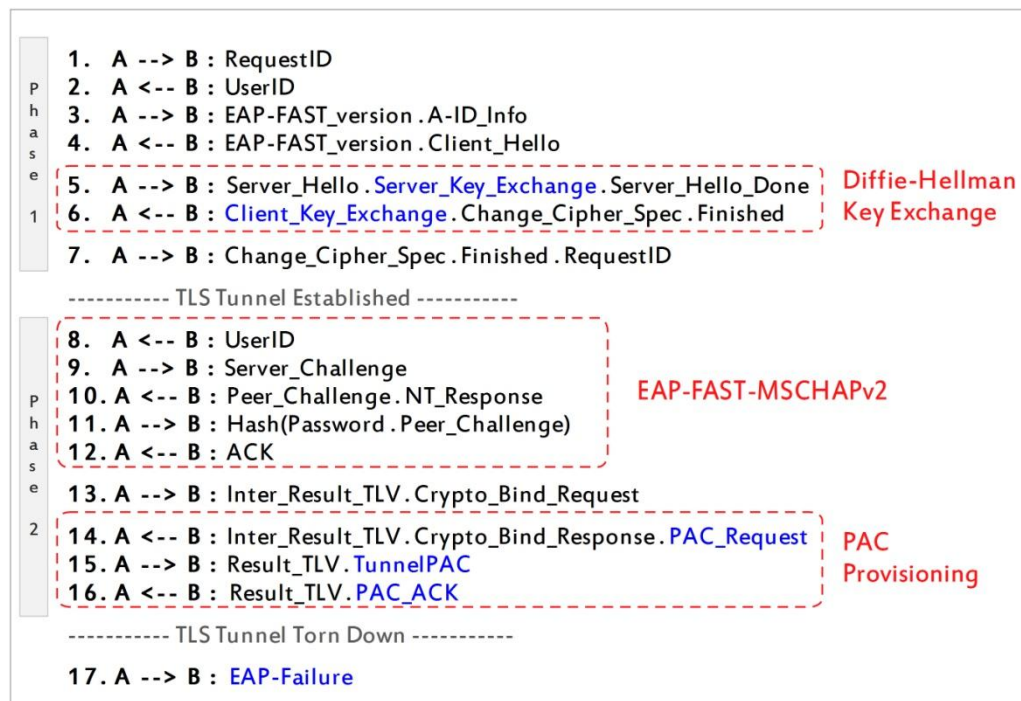 Phase 1
1. A --> B : RequestID
2. A <-- B : UserID
3. A --> B : EAP-FAST_version . A-ID_Info
4. A <-- B : EAP-FAST_version . Client_Hello
5. A --> B : Server_Hello . Server_Key_Exchange . Server_Hello_Done
6. A <-- B : Client_Key_Exchange . Change_Cipher_Spec . Finished
Diffie-Hellman
Key Exchange
7. A --> B : Change_Cipher_Spec . Finished . RequestID
----------- TLS Tunnel Established -----------
Phase 2
8. A <-- B : UserID
9. A --> B : Server_Challenge
10. A <-- B : Peer_Challenge . NT_Response
11. A --> B : Hash(Password . Peer_Challenge)
12. A <-- B : ACK
EAP-FAST-MSCHAPv2
13. A --> B : Inter_Result_TLV . Crypto_Bind_Request
14. A <-- B : Inter_Result_TLV . Crypto_Bind_Response . PAC_Request
15. A --> B : Result_TLV . TunnelPAC
16. A <-- B : Result_TLV . PAC_ACK
PAC
Provisioning
----------- TLS Tunnel Torn Down -----------
17. A --> B : EAP-Failure